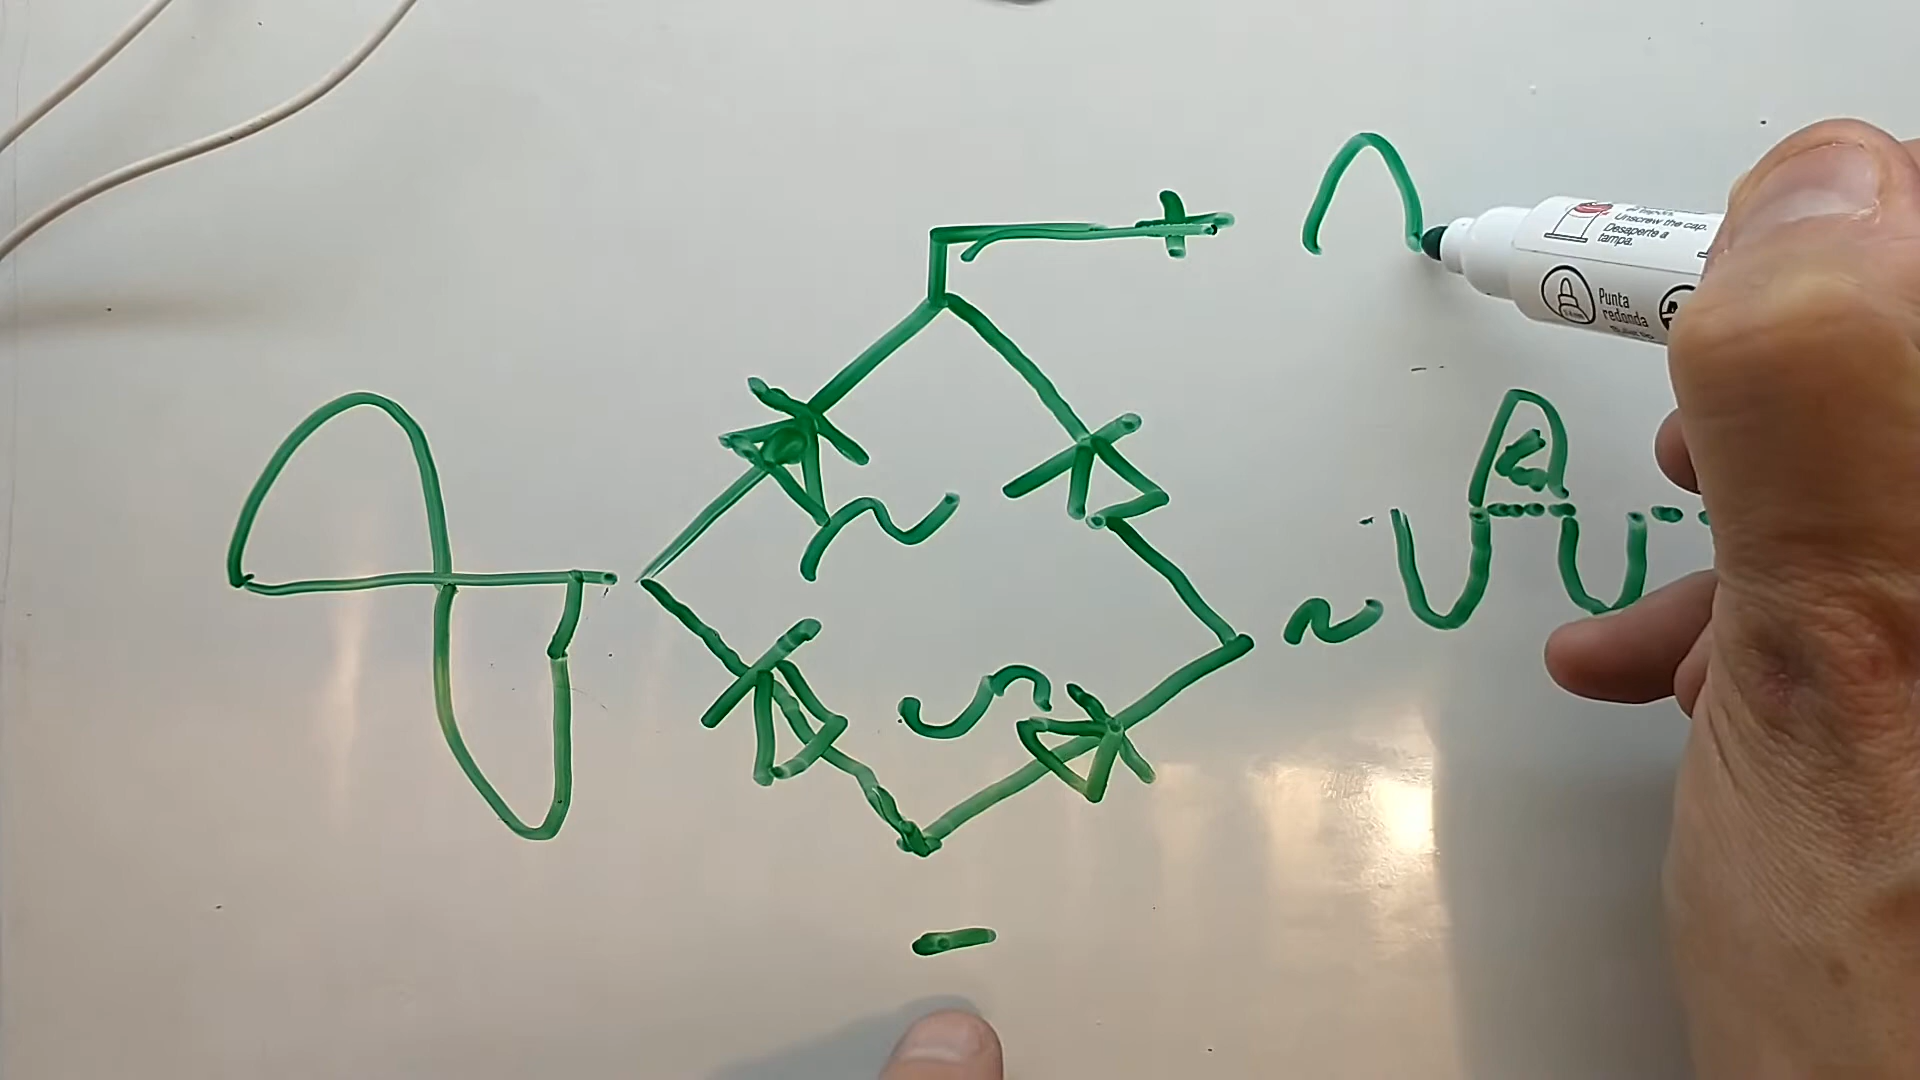 +
Unscrew the cap.
Desaperte a
tampa.
Punta
redonda
~
~
~
-